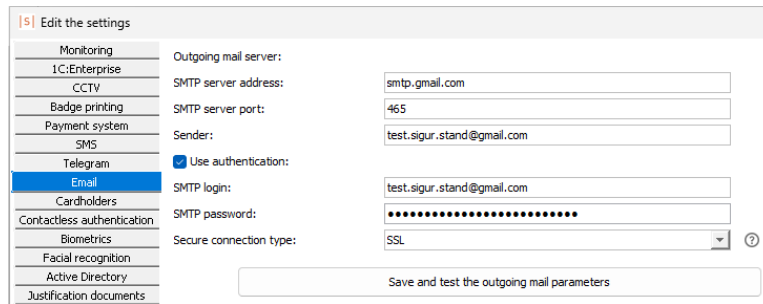 |S| Edit the settings
Monitoring
1C:Enterprise
CCTV
Badge printing
Payment system
SMS
Telegram
Email
Cardholders
Contactless authentication
Biometrics
Facial recognition
Active Directory
Justification documents
Outgoing mail server:
SMTP server address: smtp.gmail.com
SMTP server port: 465
Sender: test.sigur.stand@gmail.com
Use authentication:
SMTP login: test.sigur.stand@gmail.com
SMTP password: ●●●●●●●●●●●●●●●●●●●●●●●●●●
Secure connection type: SSL ?
Save and test the outgoing mail parameters